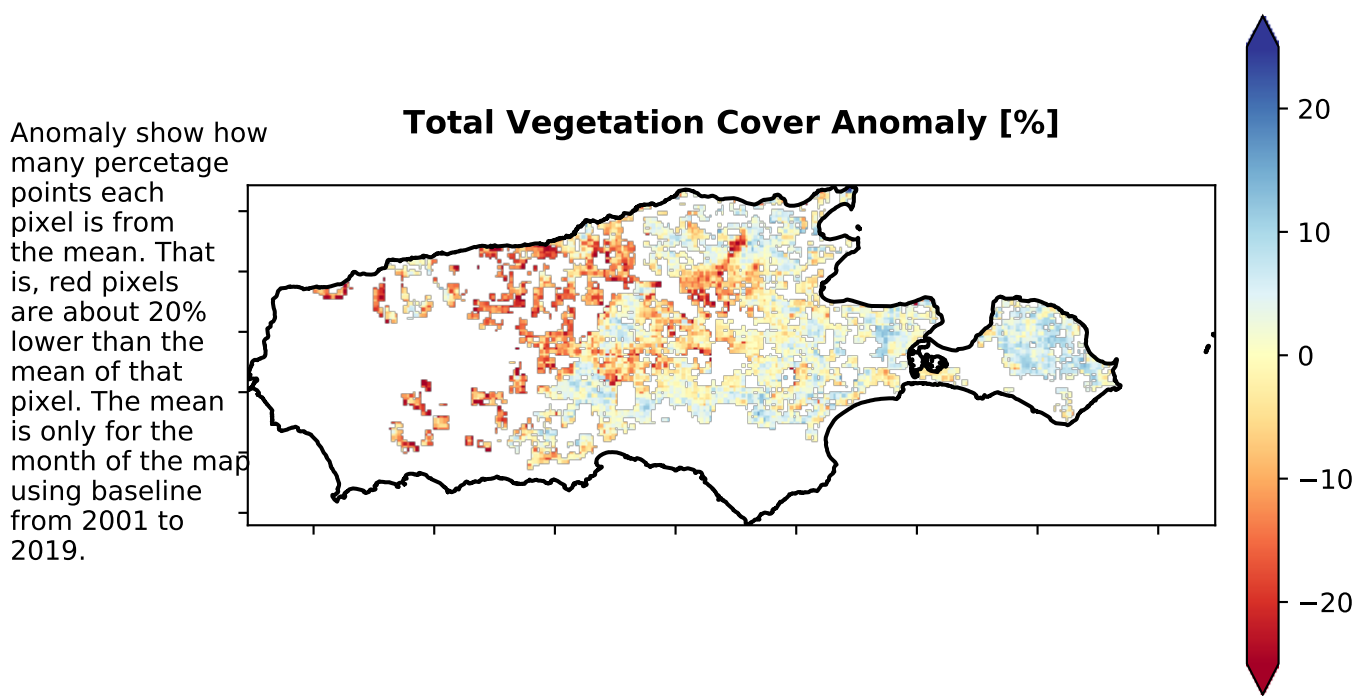 Total Vegetation Cover Anomaly [%]
Anomaly show how
many percetage
points each
pixel is from
the mean. That
is, red pixels
are about 20%
lower than the
mean of that
pixel. The mean
is only for the
month of the map
using baseline
from 2001 to
2019.
20
10
0
−10
−20